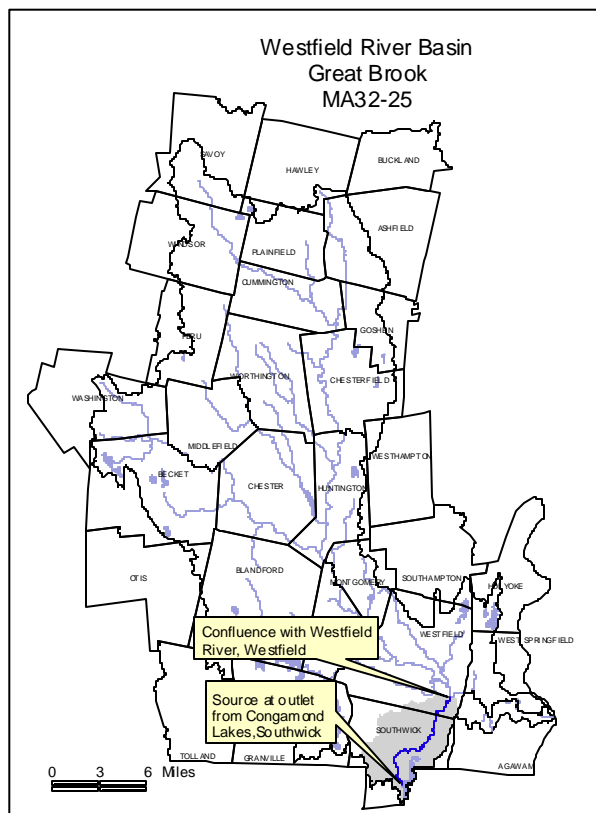 Westfield River Basin
Great Brook
MA32-25
SAVOY
HAWLEY
BUCKLAND
ASHFIELD
WINDSOR
PLAINFIELD
CUMMINGTON
GOSHEN
PERU
WORTHINGTON
CHESTERFIELD
WASHINGTON
MIDDLEFIELD
WESTHAMPTON
BECKET
CHESTER
HUNTINGTON
OTIS
BLANDFORD
MONTGOMERY
SOUTHAMPTON
HOLYOKE
WESTFIELD
WEST SPRINGFIELD
Confluence with Westfield
River, Westfield
Source at outlet
from Congamond
Lakes,Southwick
SOUTHWICK
TOLLAND
GRANVILLE
AGAWAM
0 3 6 Miles